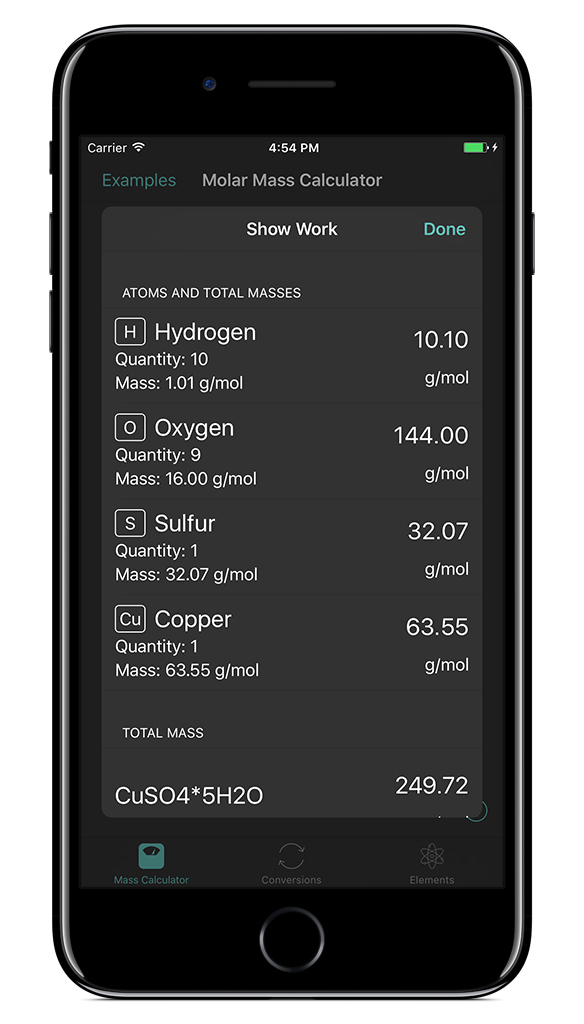 Carrier 4:54 PM
Examples Molar Mass Calculator
Show Work Done
ATOMS AND TOTAL MASSES
H Hydrogen 10.10
Quantity: 10
Mass: 1.01 g/mol g/mol
O Oxygen 144.00
Quantity: 9
Mass: 16.00 g/mol g/mol
S Sulfur 32.07
Quantity: 1
Mass: 32.07 g/mol g/mol
Cu Copper 63.55
Quantity: 1
Mass: 63.55 g/mol g/mol
TOTAL MASS
CuSO4*5H2O 249.72
Mass Calculator Conversions Elements